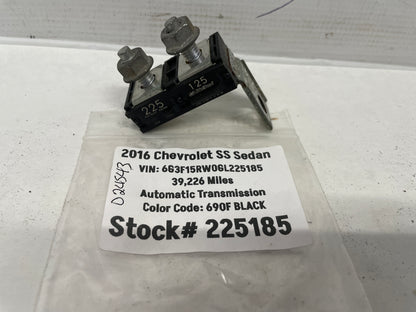 225
125
2016 Chevrolet SS Sedan
VIN: 6G3F15RW0GL225185
39,226 Miles
Automatic Transmission
Color Code: 690F BLACK
Stock# 225185
024543